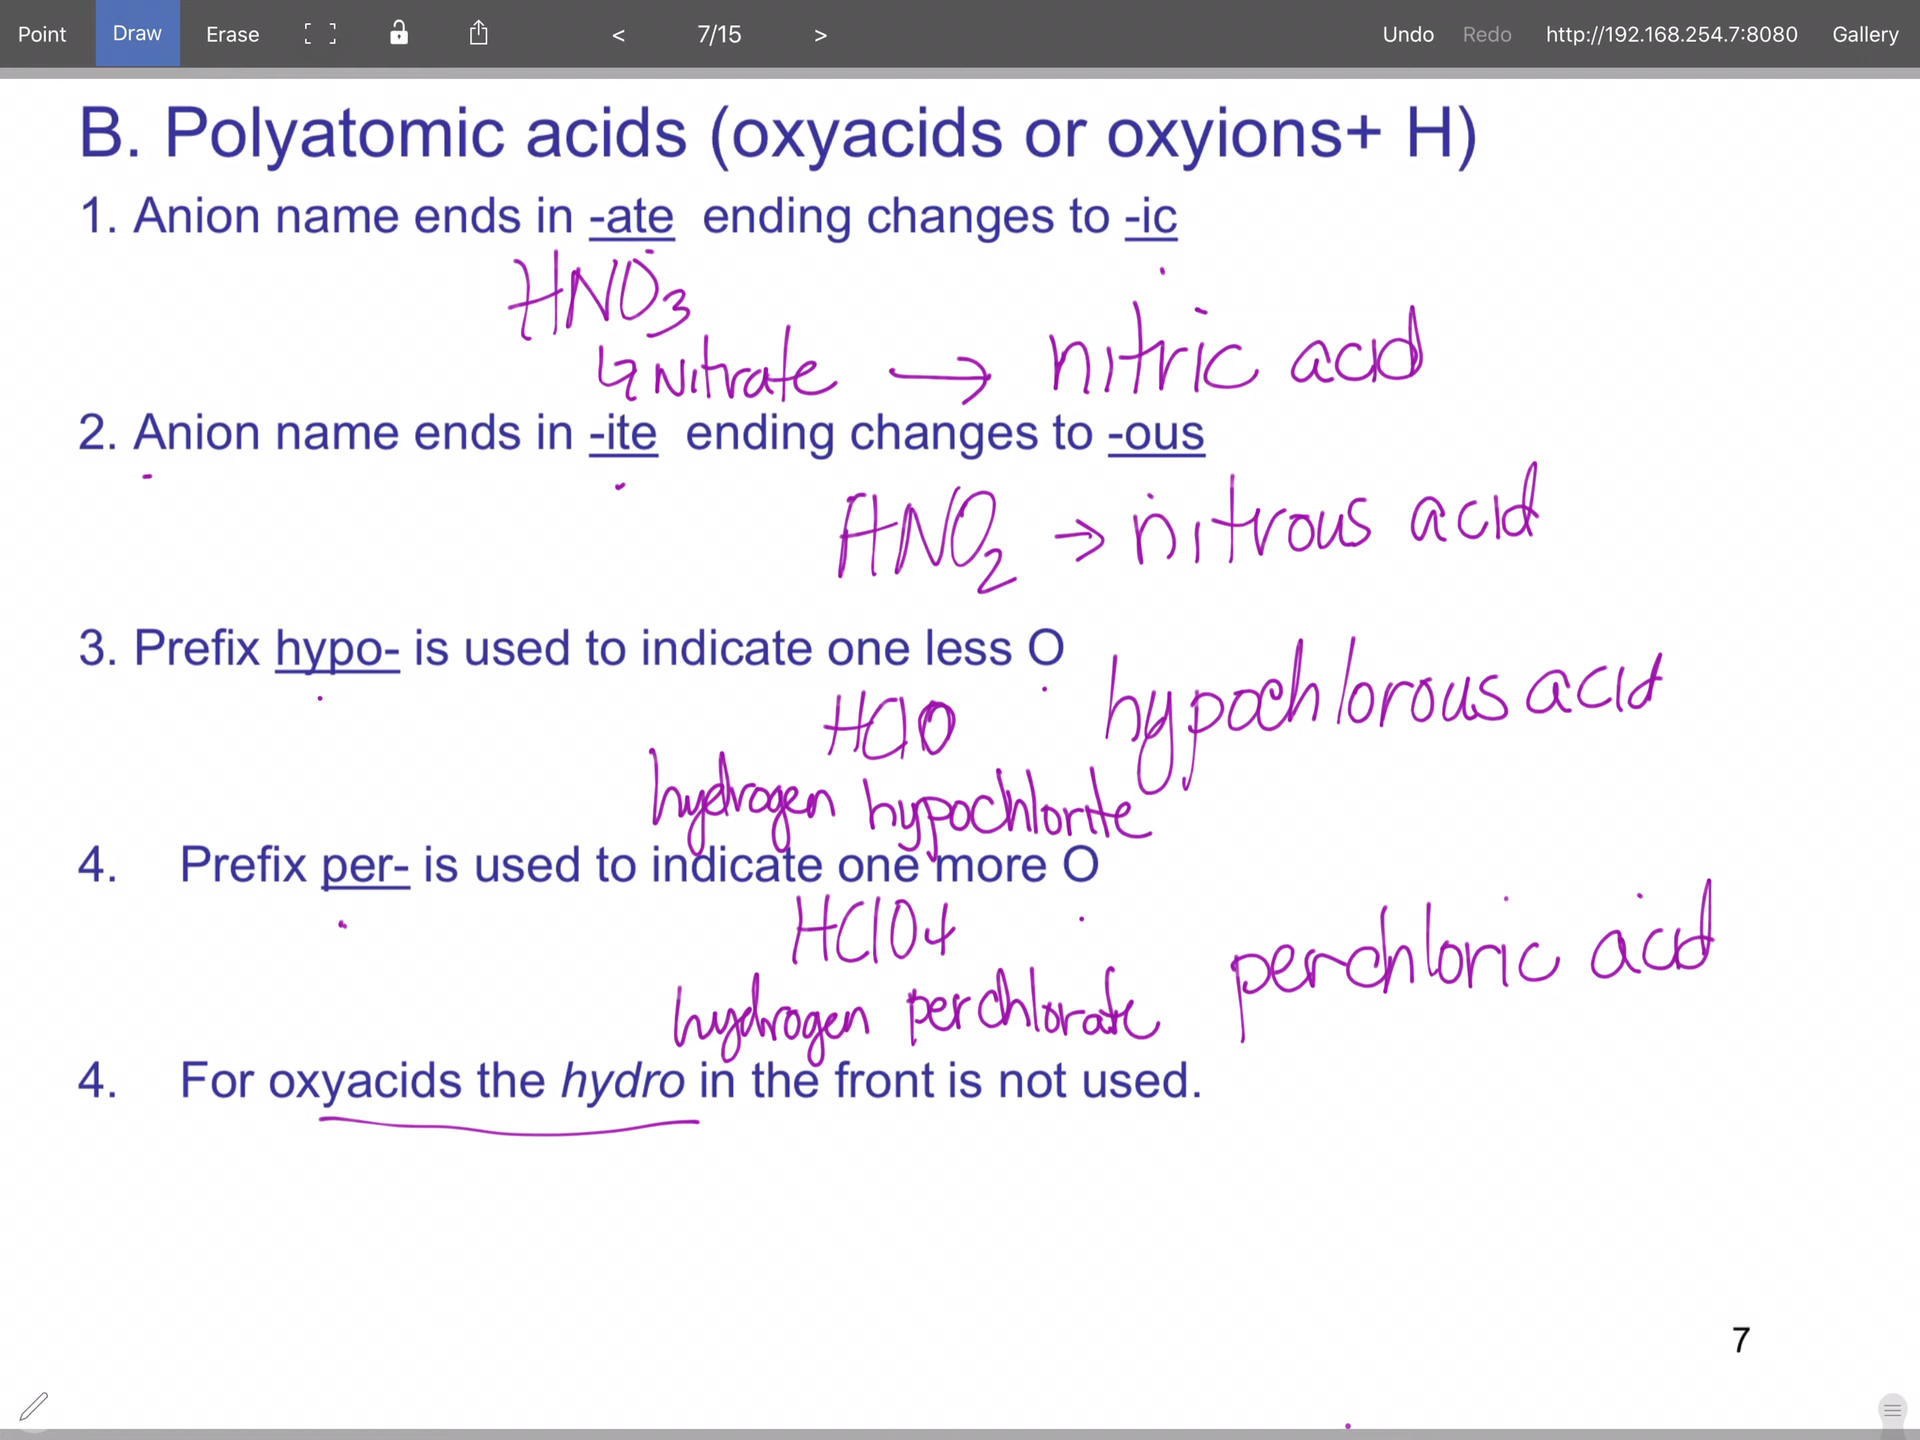 Point Draw Erase < 7/15 > Undo Redo http://192.168.254.7:8080 Gallery
B. Polyatomic acids (oxyacids or oxyions+ H)
1. Anion name ends in -ate ending changes to -ic
HNO3
↳ Nitrate → nitric acid
2. Anion name ends in -ite ending changes to -ous
HNO2 → nitrous acid
3. Prefix hypo- is used to indicate one less O
HClO hypochlorous acid
hydrogen hypochlorite
4. Prefix per- is used to indicate one more O
HClO4 perchloric acid
hydrogen perchlorate
4. For oxyacids the hydro in the front is not used.
7